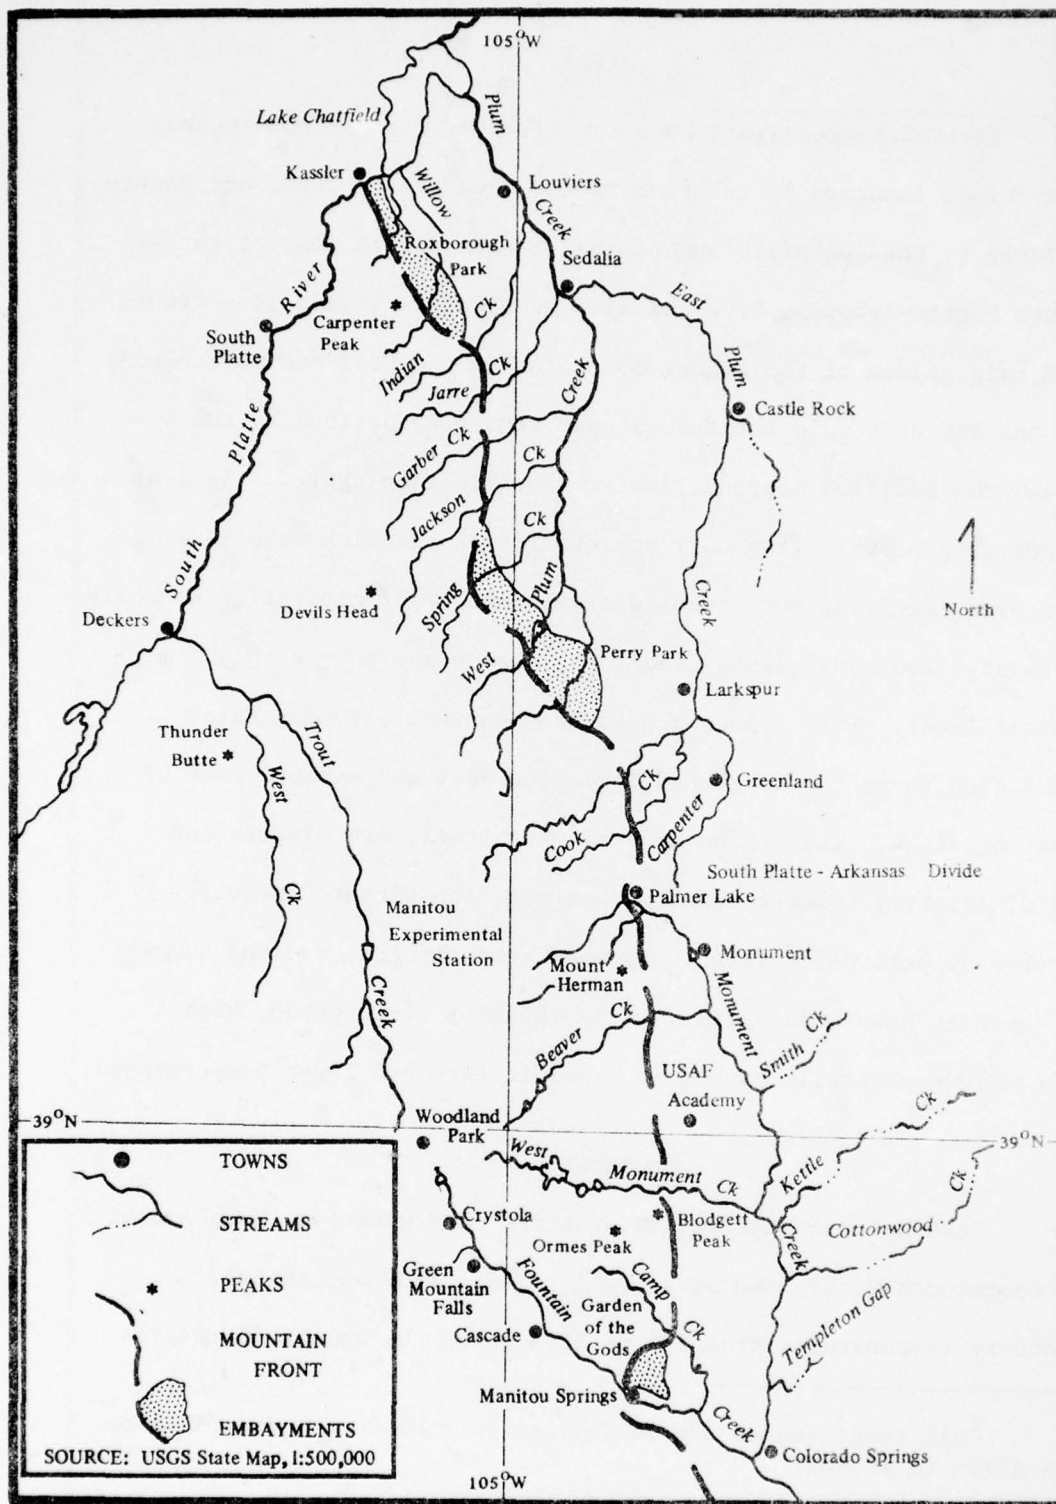 105°W
Lake Chatfield
Plum
Kassler
Willow
Louviers
Creek
Roxborough
Park
Sedalia
River
East
South
Platte
Carpenter
Peak
Ck
Indian
Plum
Jarre
Ck
Creek
Castle Rock
Platte
Garber
Ck
Ck
Jackson
Ck
South
Devils Head
Spring
Plum
Creek
North
Deckers
West
Perry Park
Larkspur
Thunder
Butte
Trout
West
Ck
Greenland
Cook
Carpenter
Ck
South Platte - Arkansas Divide
Palmer Lake
Manitou
Experimental
Station
Monument
Mount
Herman
Creek
Monument
Ck
Beaver
Smith
Ck
USAF
Academy
39°N
Woodland
Park
Ck
39°N
West
Monument
Ck
Kettle
Ck
TOWNS
Crystola
Blodgett
Peak
Cottonwood
STREAMS
Ormes Peak
Creek
Green
Mountain
Falls
Fountain
Camp
PEAKS
Garden
of the
Gods
Ck
Templeton Gap
Cascade
MOUNTAIN
FRONT
Manitou Springs
EMBAYMENTS
Creek
SOURCE: USGS State Map, 1:500,000
Colorado Springs
105°W